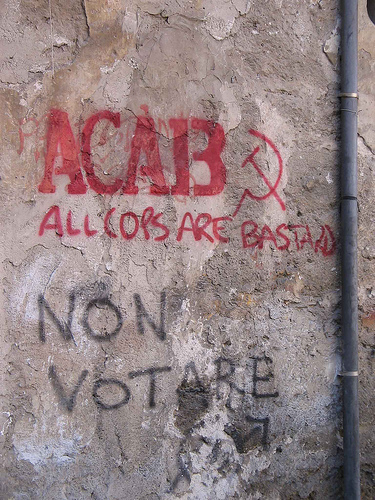 ACAB
ALL COPS ARE BASTARD
NON
VOTARE